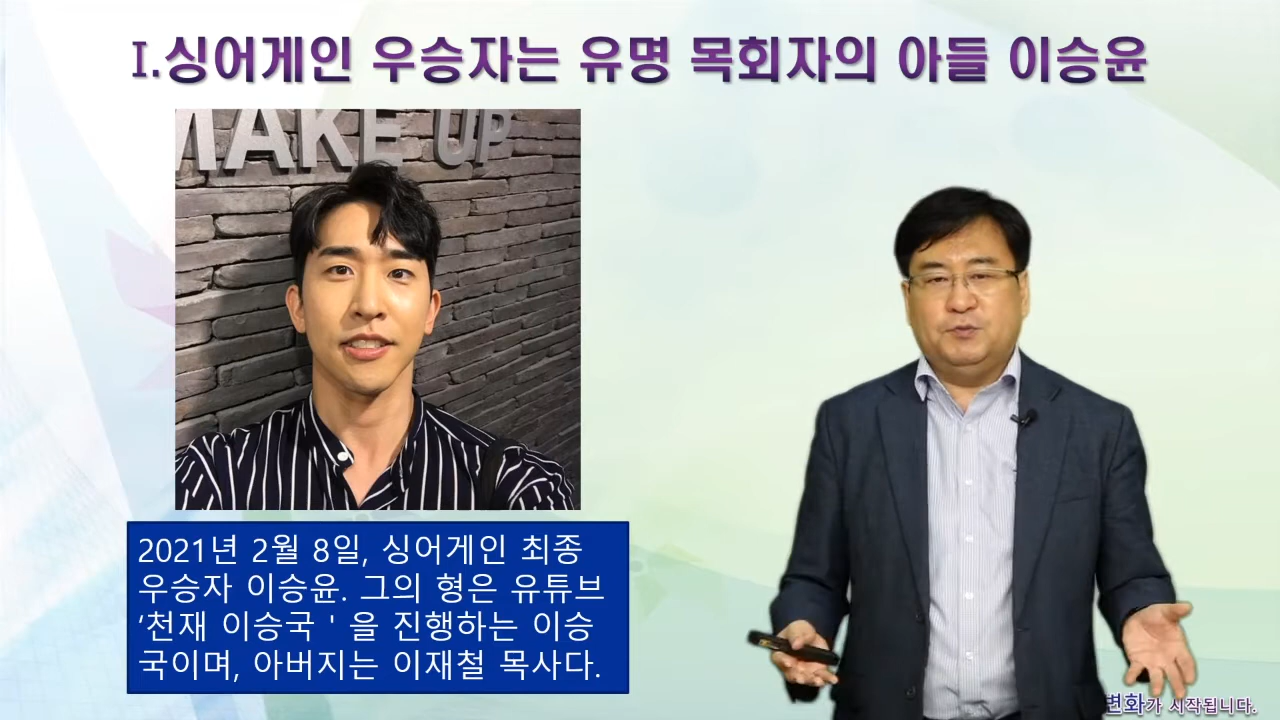 I.싱어게인 우승자는 유명 목회자의 아들 이승윤
MAKE UP
2021년 2월 8일, 싱어게인 최종
우승자 이승윤. 그의 형은 유튜브
‘천재 이승국 ' 을 진행하는 이승
국이며, 아버지는 이재철 목사다.
변화가 시작됩니다.